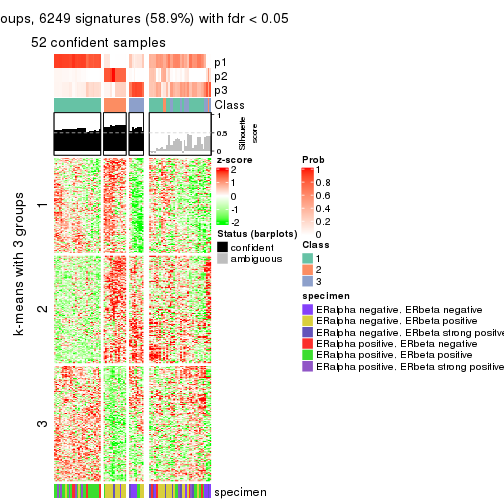 oups, 6249 signatures (58.9%) with fdr < 0.05
52 confident samples
p1
p2
p3
Class
1
0.5
0
Silhouette
score
k-means with 3 groups
1
2
3
z-score
2
1
0
-1
-2
Status (barplots)
confident
ambiguous
Prob
1
0.8
0.6
0.4
0.2
0
Class
1
2
3
specimen
ERalpha negative. ERbeta negative
ERalpha negative. ERbeta positive
ERalpha negative. ERbeta strong positive
ERalpha positive. ERbeta negative
ERalpha positive. ERbeta positive
ERalpha positive. ERbeta strong positive
specimen